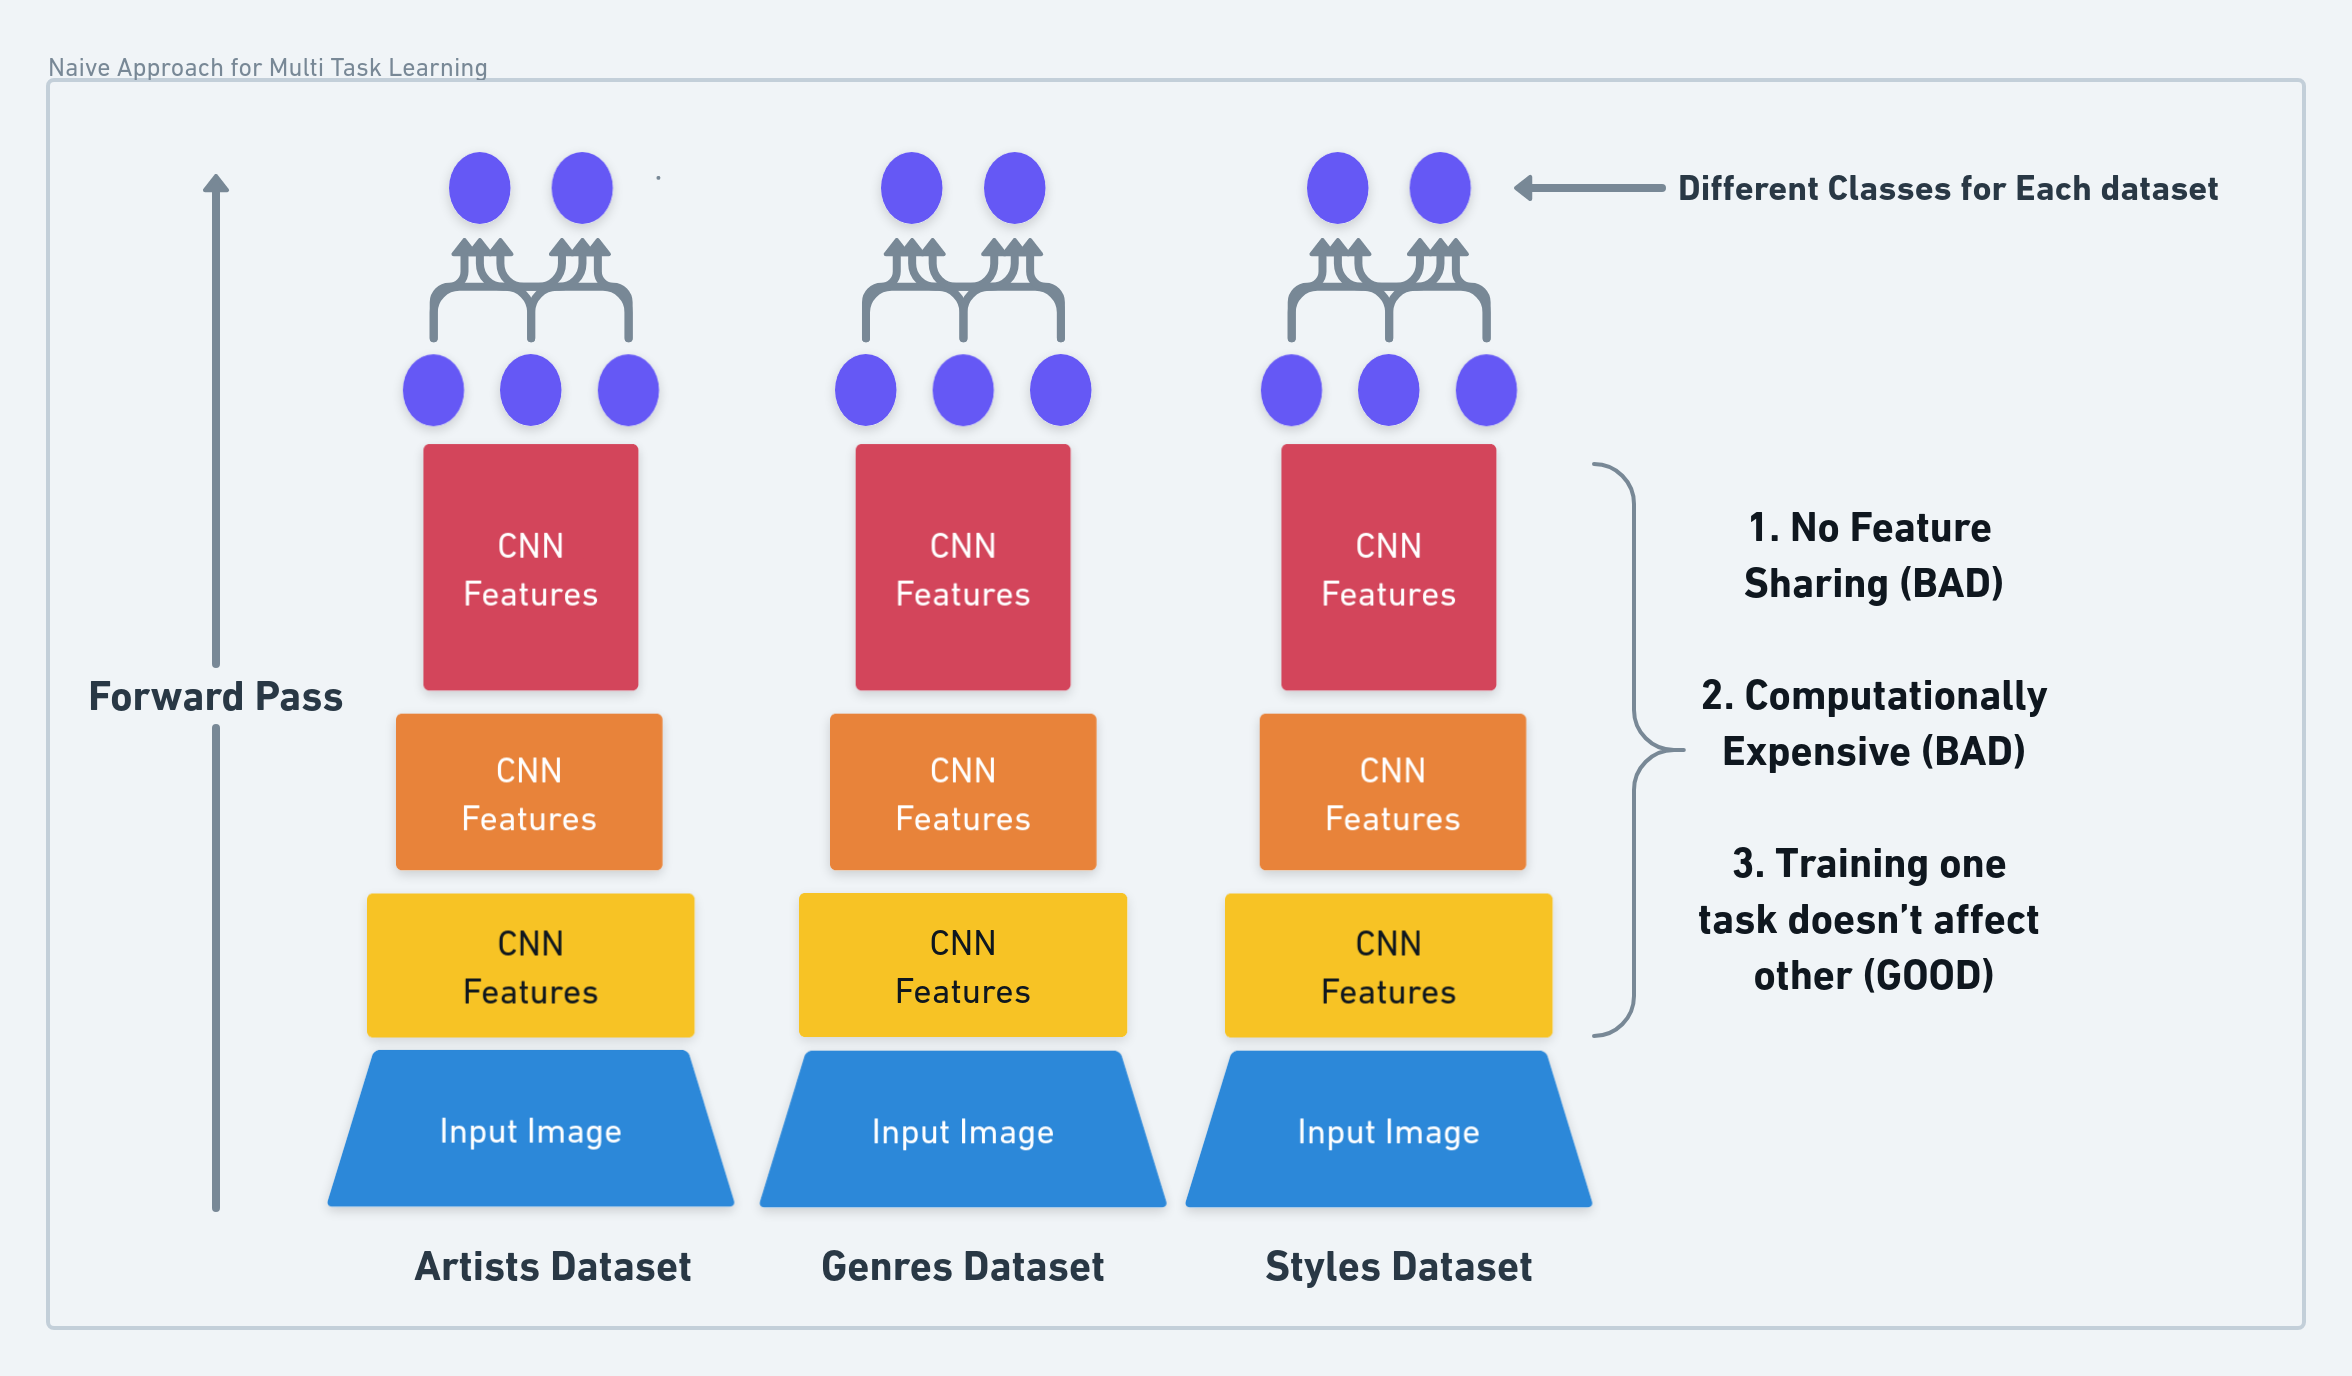 Naive Approach for Multi Task Learning
Different Classes for Each dataset
Forward Pass
CNN
Features
CNN
Features
CNN
Features
1. No Feature
Sharing (BAD)
2. Computationally
Expensive (BAD)
3. Training one
task doesn’t affect
other (GOOD)
CNN
Features
CNN
Features
CNN
Features
CNN
Features
CNN
Features
CNN
Features
Input Image
Input Image
Input Image
Artists Dataset
Genres Dataset
Styles Dataset